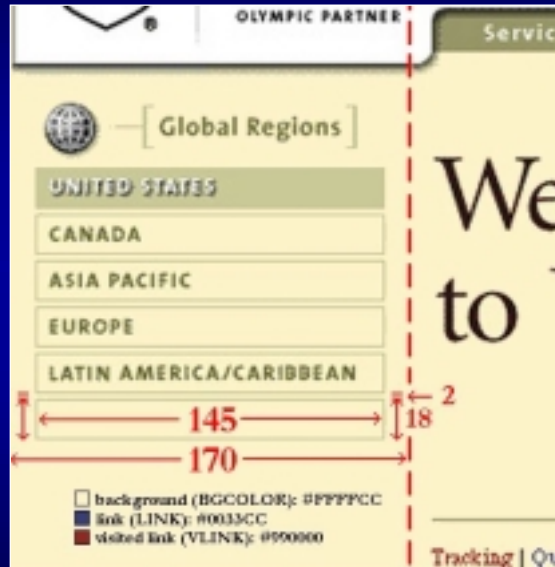 OLYMPIC PARTNER
Servic
Global Regions
UNITED STATES
CANADA
ASIA PACIFIC
EUROPE
LATIN AMERICA/CARIBBEAN
2
145
18
170
We
to
background (BGCOLOR): #FFFFCC
link (LINK): #0033CC
visited link (VLINK): #990000
Tracking | Qu